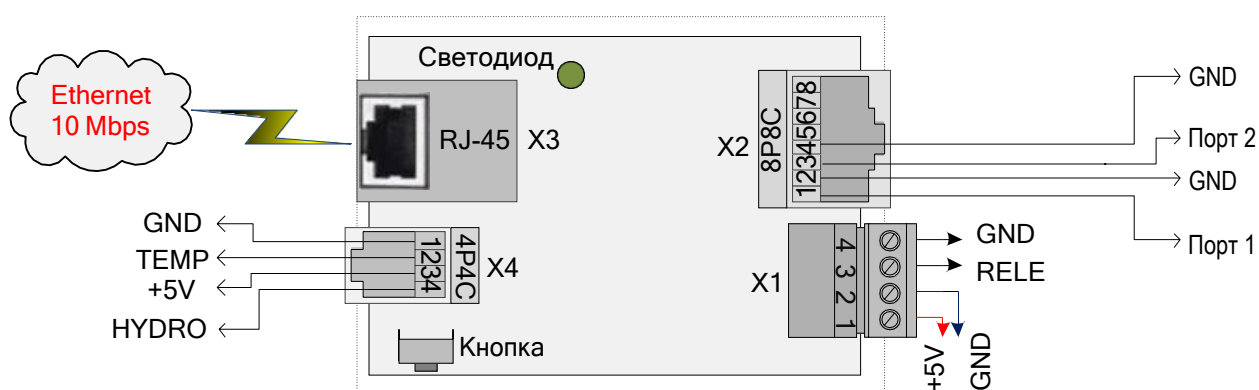 Светодиод
Ethernet
10 Mbps
RJ-45
X3
X2
8P8C
12345678
GND
Порт 2
GND
Порт 1
GND
TEMP
+5V
HYDRO
1234
4P4C
X4
X1
4
3
2
1
GND
RELE
+5V
GND
Кнопка